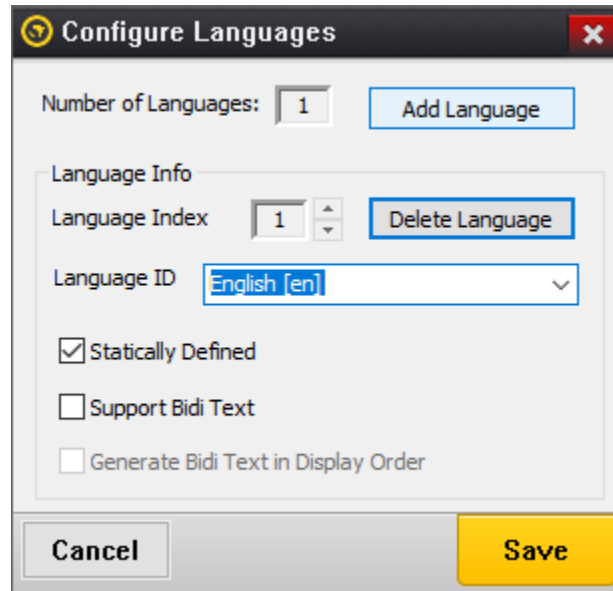 Configure Languages
Number of Languages: 1 Add Language
Language Info
Language Index 1 Delete Language
Language ID English [en]
Statically Defined
Support Bidi Text
Generate Bidi Text in Display Order
Cancel Save